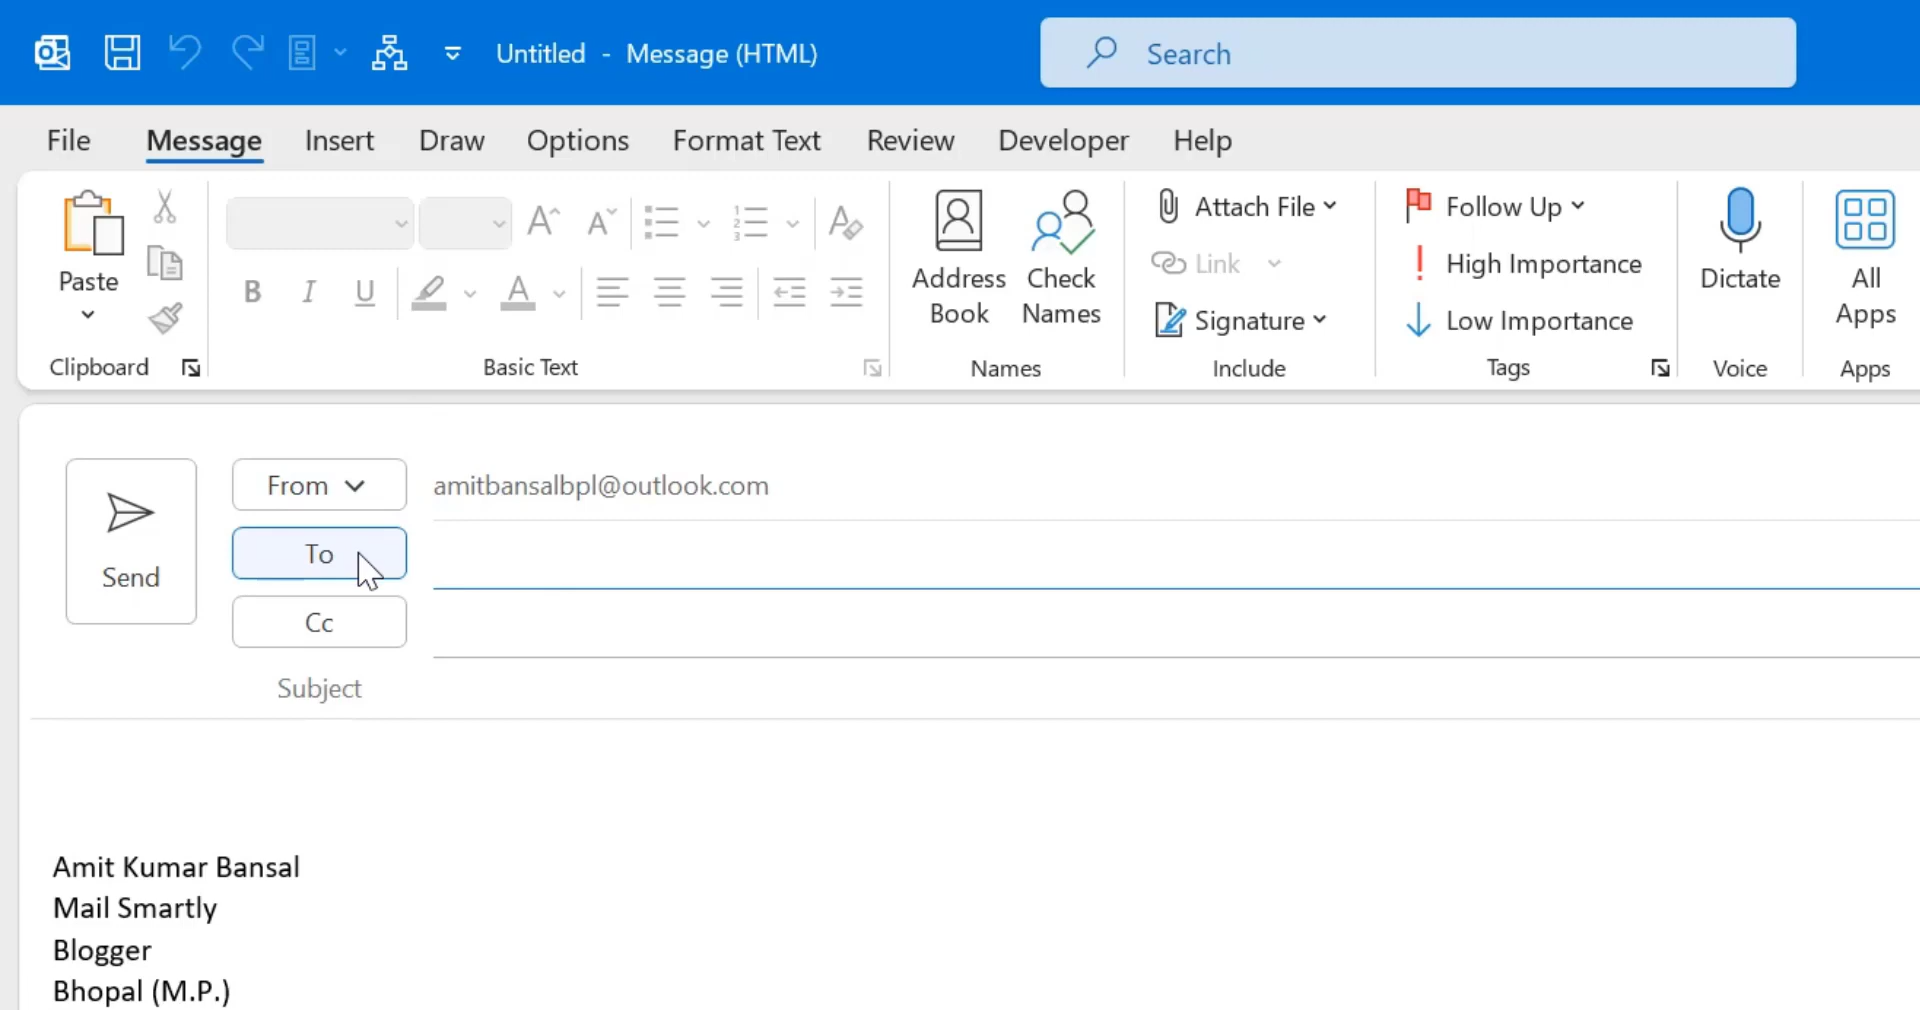 Untitled - Message (HTML)
Search
File Message Insert Draw Options Format Text Review Developer Help
Paste
Clipboard
B I U
Basic Text
Address Book
Check Names
Names
Attach File
Link
Signature
Include
Follow Up
High Importance
Low Importance
Tags
Dictate
Voice
All Apps
Apps
Send
From amitbansalbpl@outlook.com
To
Cc
Subject
Amit Kumar Bansal
Mail Smartly
Blogger
Bhopal (M.P.)